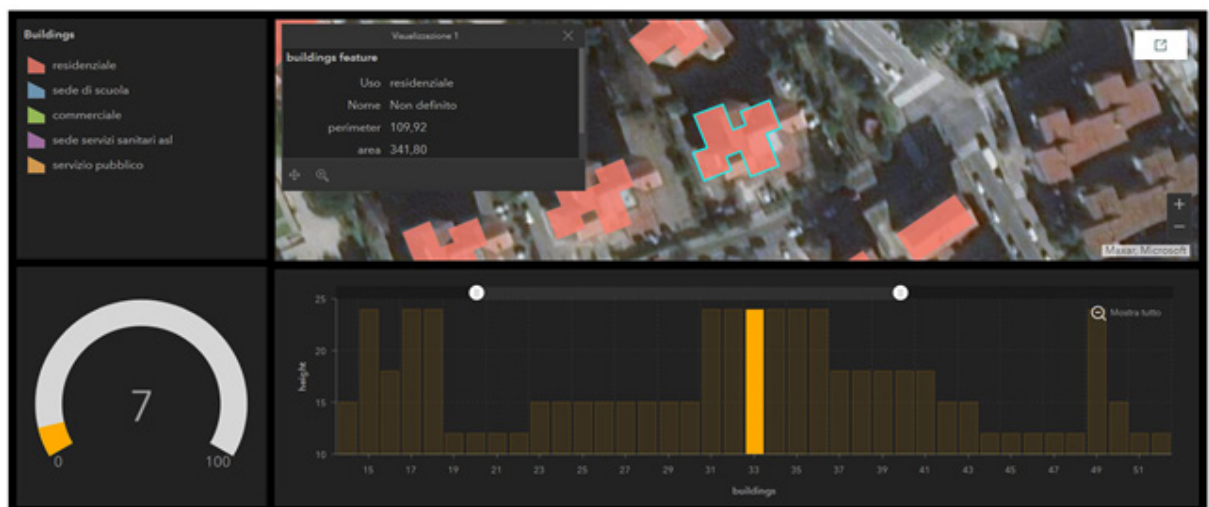 Buildings
residenziale
sede di scuola
commerciale
sede servizi sanitari asl
servizio pubblico
Visualizzazione 1
buildings feature
Uso residenziale
Nome Non definito
perimeter 109,92
area 341,80
+
−
Maxar, Microsoft
7
0 100
Mostra tutto
height
25
20
15
10
15 17 19 21 23 25 27 29 31 33 35 37 39 41 43 45 47 49 51
buildings